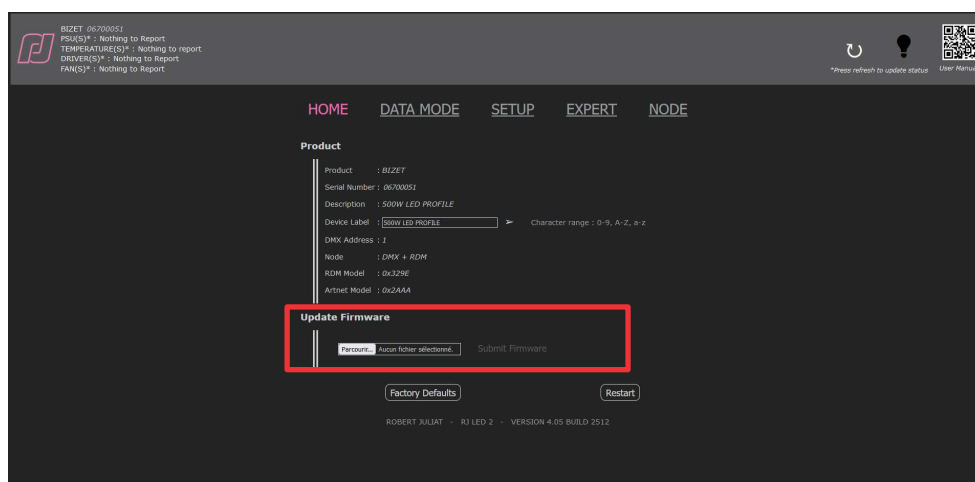 BIZET 06700051
PSU(S)* : Nothing to Report
TEMPERATURE(S)* : Nothing to report
DRIVER(S)* : Nothing to Report
FAN(S)* : Nothing to Report
*Press refresh to update status
User Manua
HOME DATA MODE SETUP EXPERT NODE
Product
Product : BIZET
Serial Number : 06700051
Description : 500W LED PROFILE
Device Label : 500W LED PROFILE ➢ Character range : 0-9, A-Z, a-z
DMX Address : 1
Node : DMX + RDM
RDM Model : 0x329E
Artnet Model : 0x2AAA
Update Firmware
Parcourir... Aucun fichier sélectionné. Submit Firmware
Factory Defaults Restart
ROBERT JULIAT - RJ LED 2 - VERSION 4.05 BUILD 2512